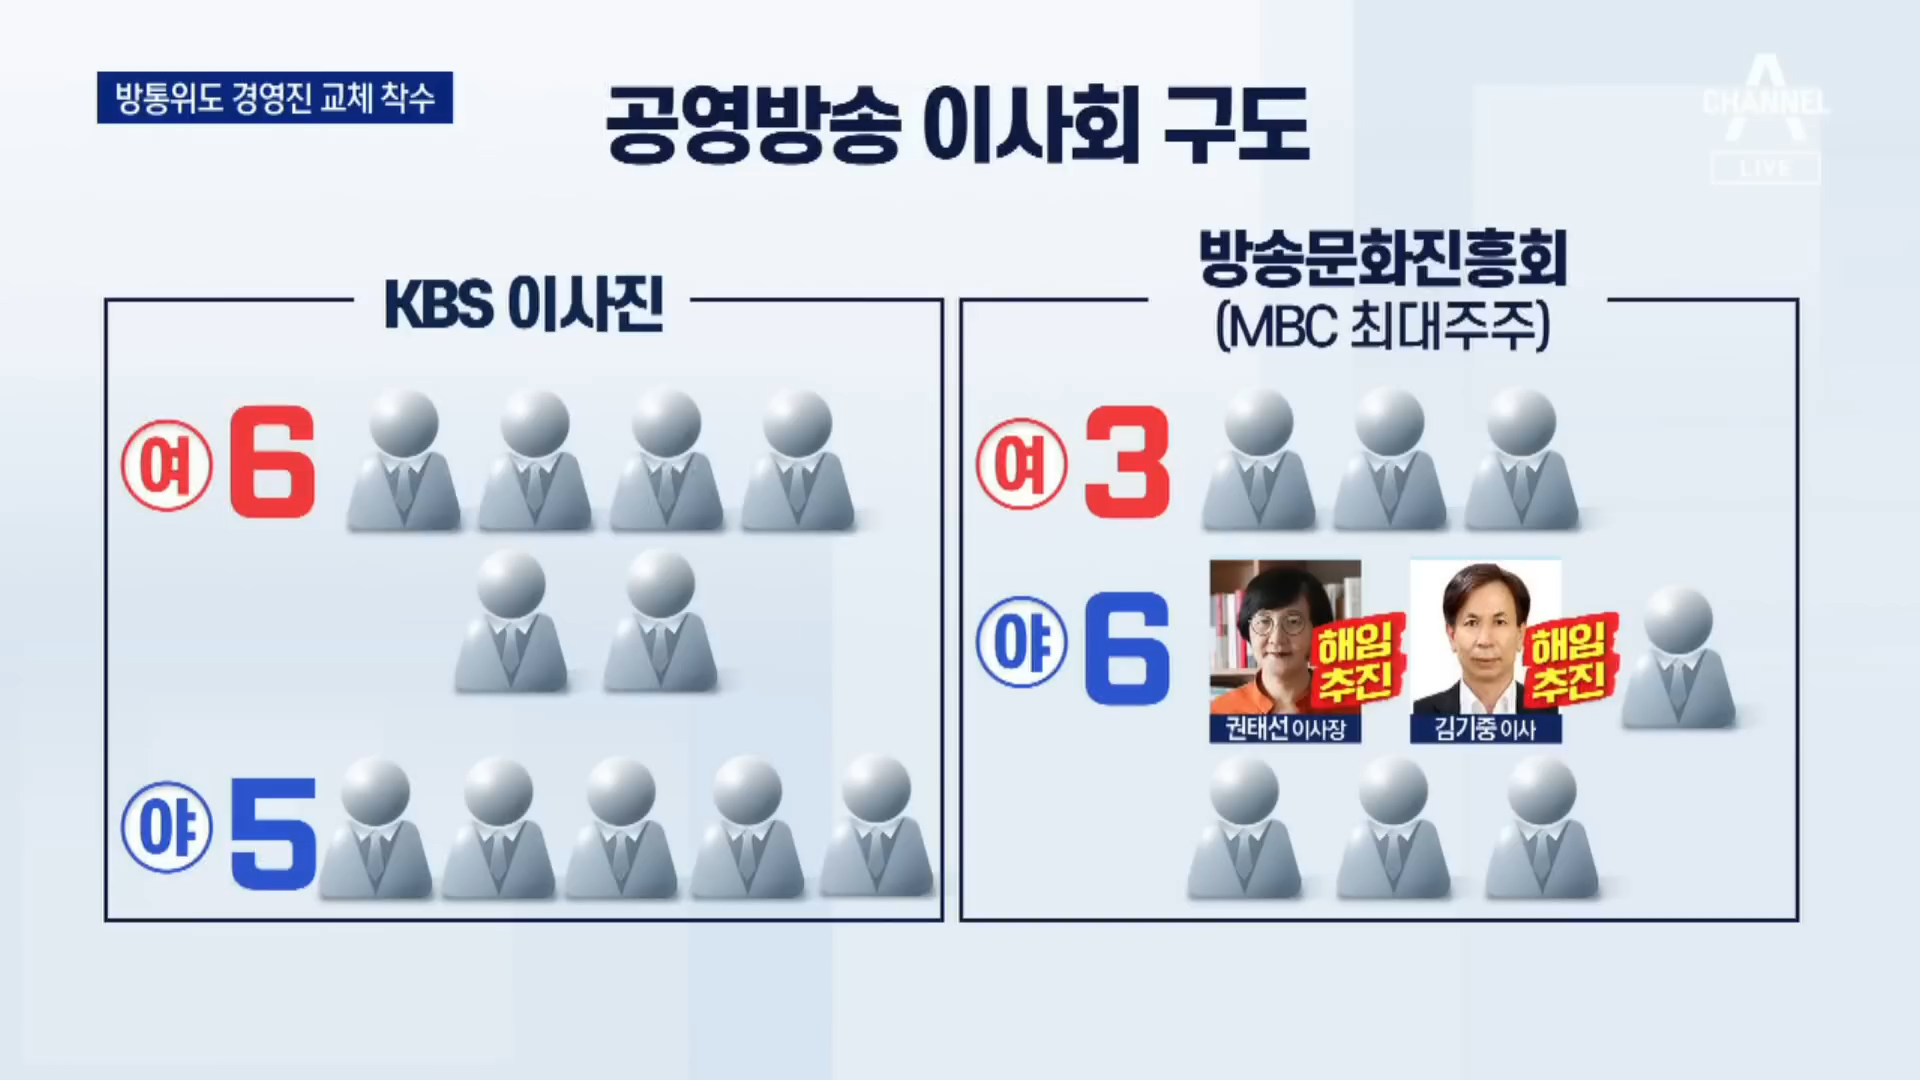 방통위도 경영진 교체 착수
공영방송 이사회 구도
CHANNEL A
LIVE
KBS 이사진
여 6
야 5
방송문화진흥회
(MBC 최대주주)
여 3
야 6
해임
추진
권태선 이사장
해임
추진
김기중 이사